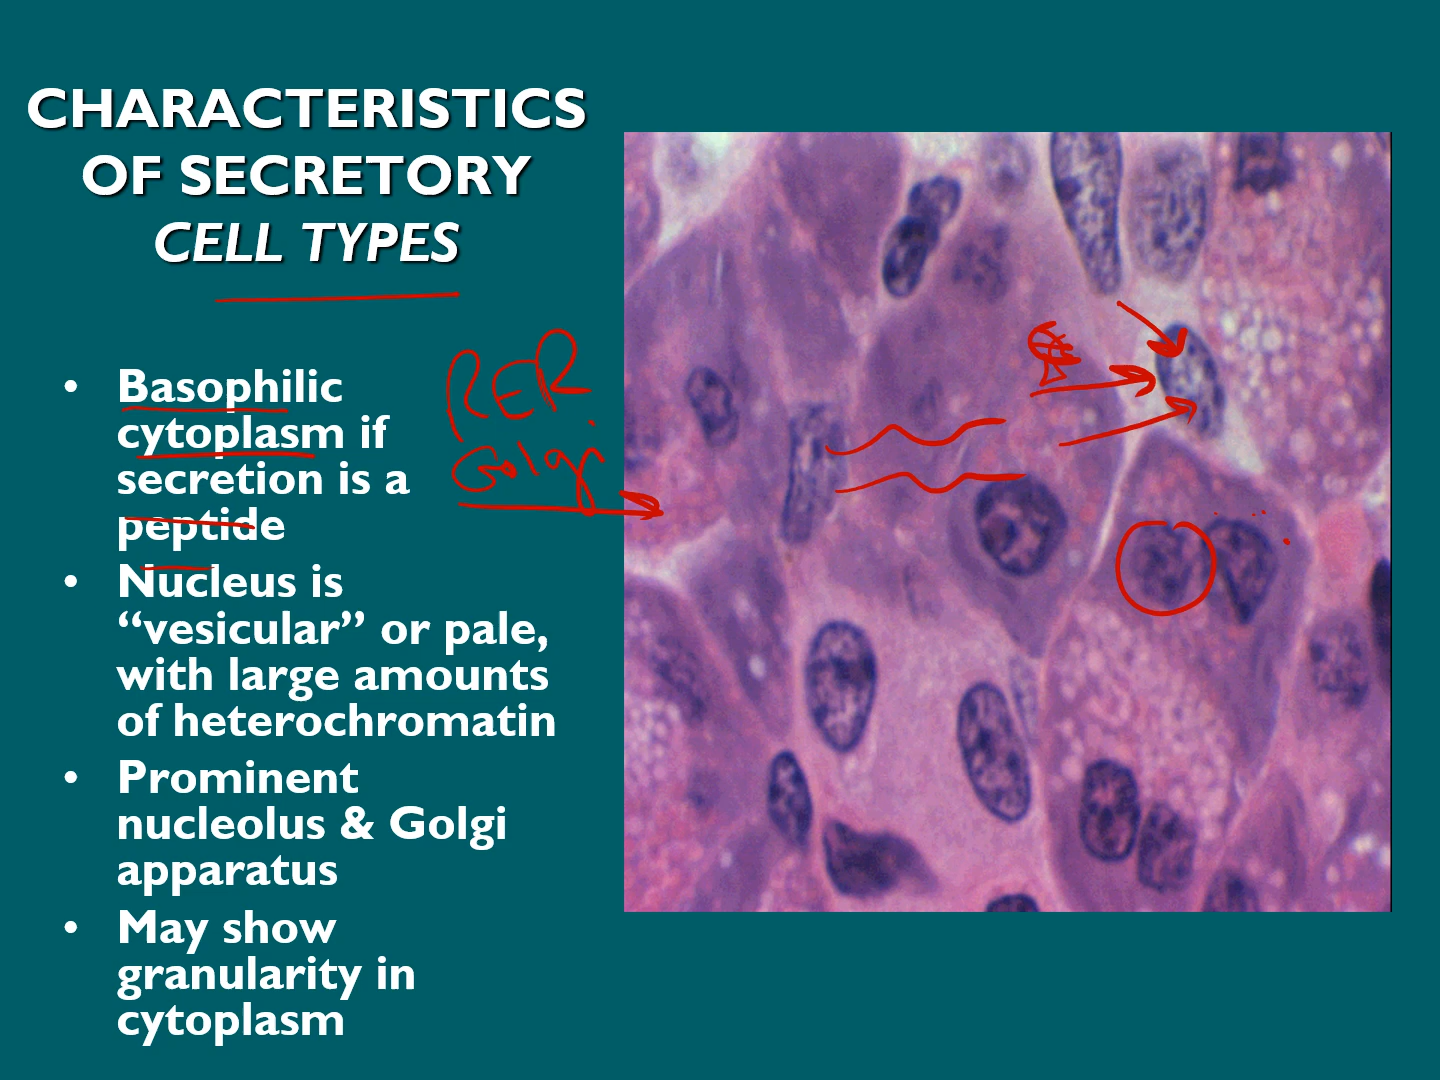 CHARACTERISTICS
OF SECRETORY
CELL TYPES
• Basophilic
cytoplasm if
secretion is a
peptide
RER
Golgi
• Nucleus is
“vesicular” or pale,
with large amounts
of heterochromatin
• Prominent
nucleolus & Golgi
apparatus
• May show
granularity in
cytoplasm